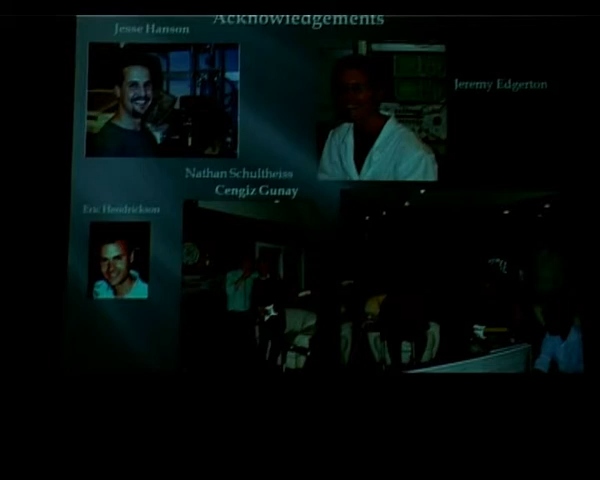 Acknowledgements
Jesse Hanson
Jeremy Edgerton
Nathan Schultheiss
Cengiz Gunay
Eric Hendrickson